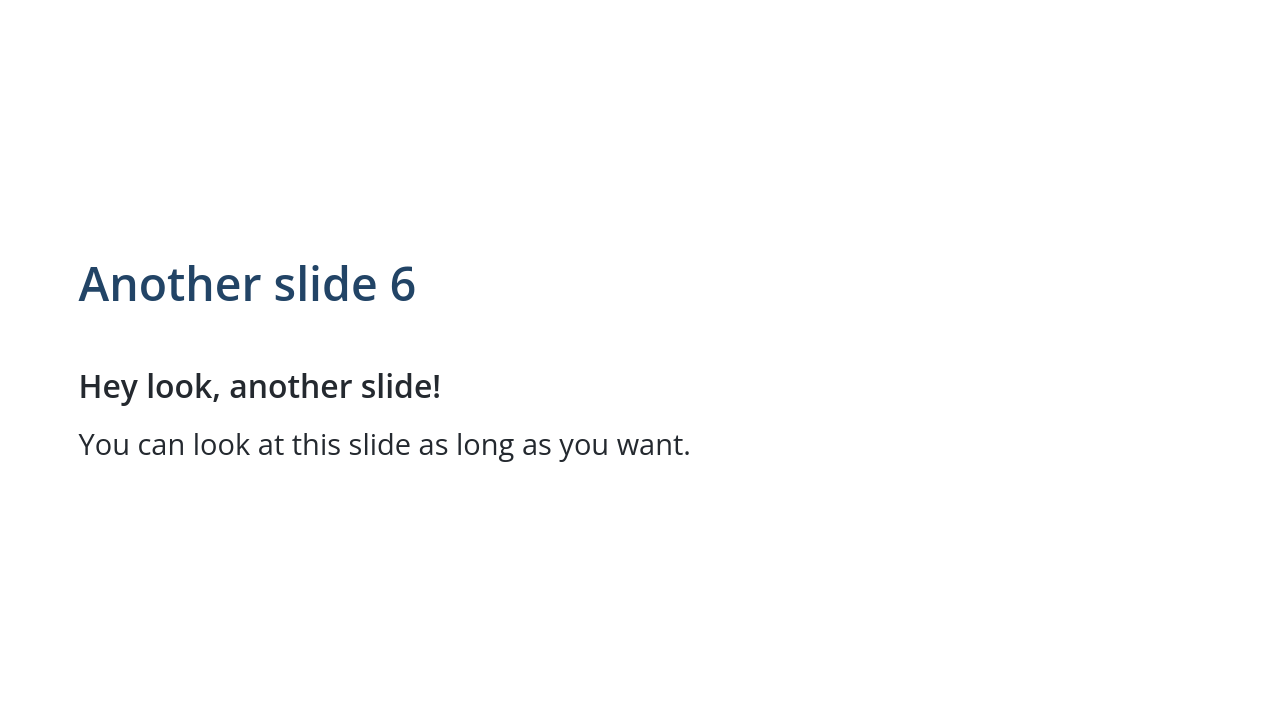 Another slide 6
Hey look, another slide!
You can look at this slide as long as you want.